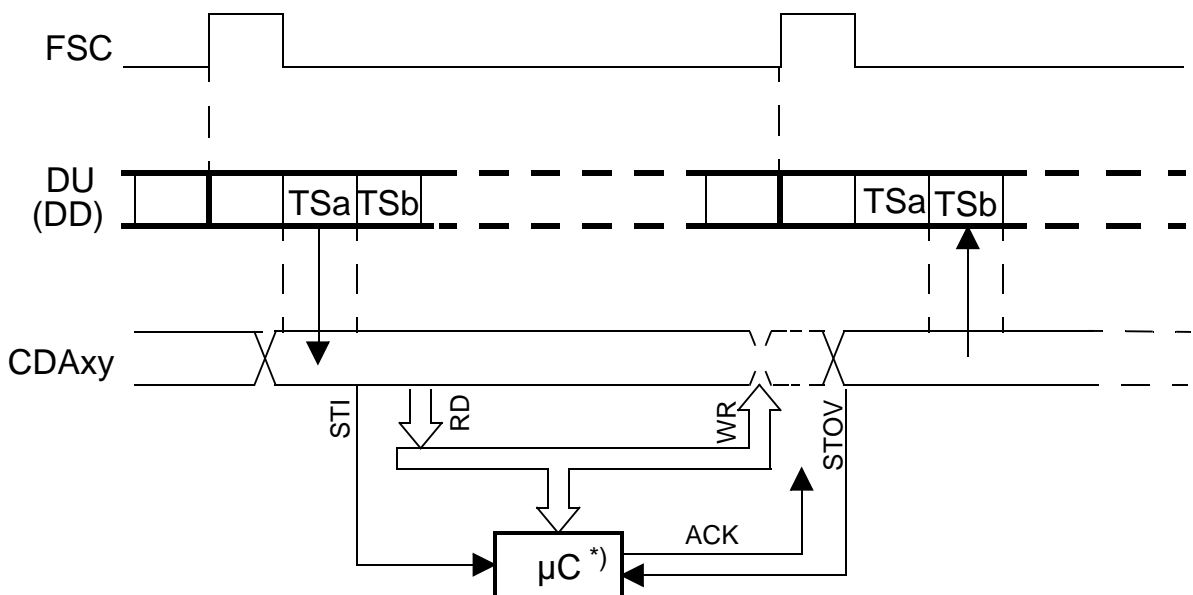 FSC
DU
(DD)
TSa TSb TSa TSb
CDAxy
STI
RD
WR
STOV
ACK
µC *)